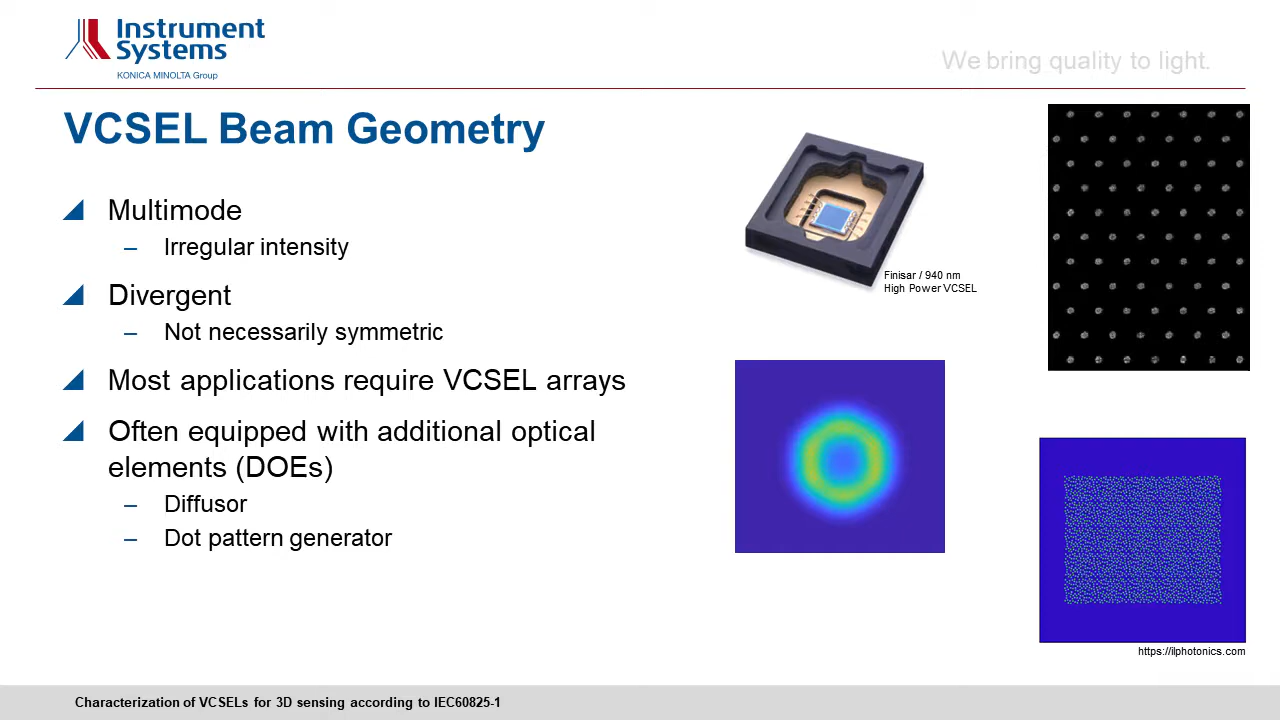 Instrument
Systems
KONICA MINOLTA Group
We bring quality to light.
VCSEL Beam Geometry
Multimode
– Irregular intensity
Divergent
– Not necessarily symmetric
Most applications require VCSEL arrays
Often equipped with additional optical
elements (DOEs)
– Diffusor
– Dot pattern generator
Finisar / 940 nm
High Power VCSEL
https://ilphotonics.com
Characterization of VCSELs for 3D sensing according to IEC60825-1